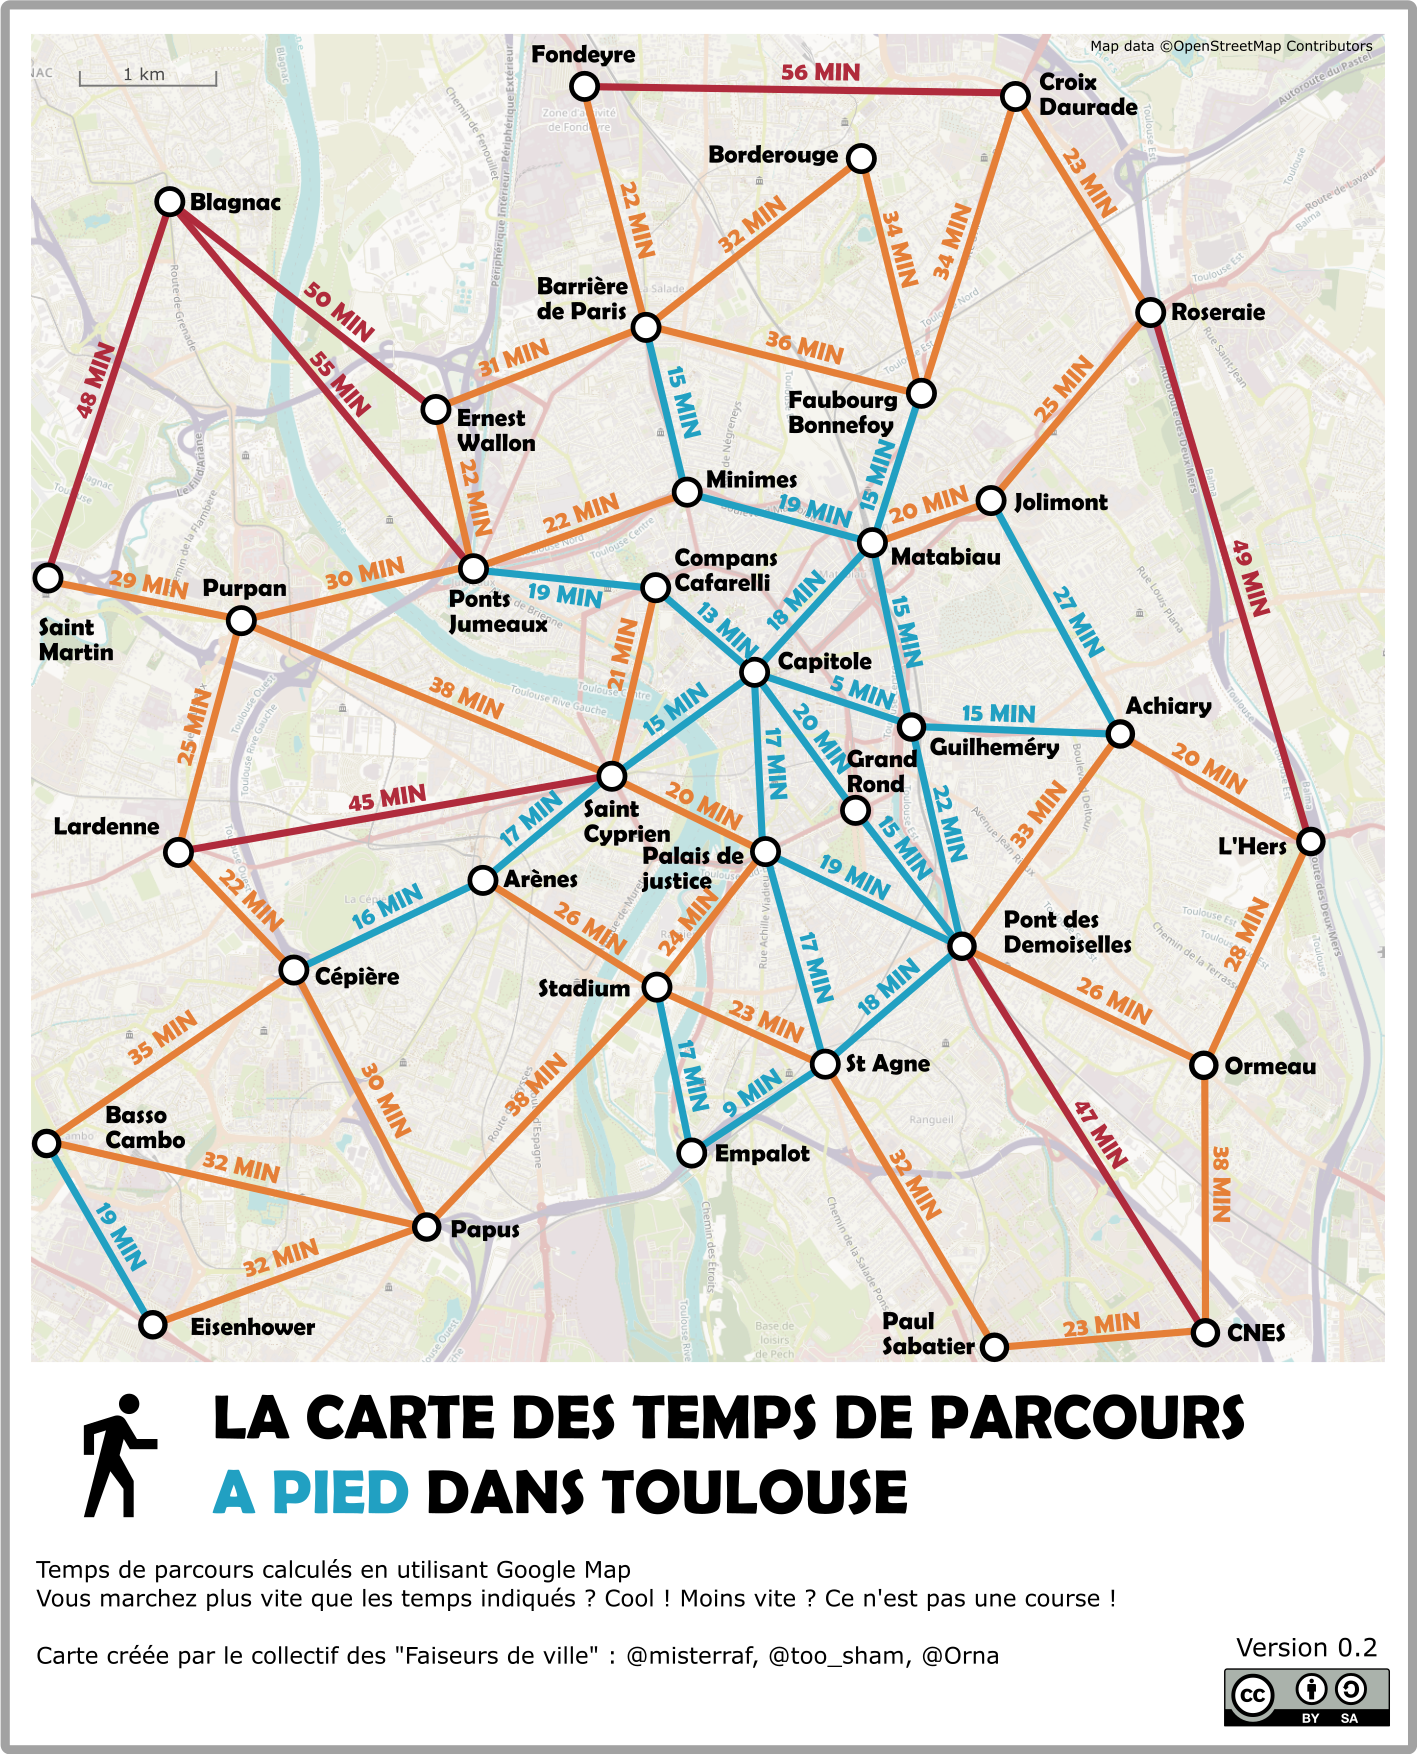 Map data ©OpenStreetMap Contributors
1 km
Fondeyre
56 MIN
Croix
Daurade
Borderouge
23 MIN
Blagnac
22 MIN
32 MIN
34 MIN
34 MIN
Barrière
de Paris
50 MIN
Roseraie
48 MIN
55 MIN
31 MIN
36 MIN
15 MIN
25 MIN
Ernest
Wallon
Faubourg
Bonnefoy
22 MIN
Minimes
15 MIN
22 MIN
19 MIN
20 MIN
Jolimont
Matabiau
49 MIN
29 MIN
Purpan
30 MIN
Compans
Cafarelli
19 MIN
Ponts
Jumeaux
Saint
Martin
13 MIN
18 MIN
15 MIN
27 MIN
21 MIN
Capitole
38 MIN
15 MIN
5 MIN
25 MIN
17 MIN
20 MIN
15 MIN
Achiary
Guilheméry
Grand
Rond
20 MIN
45 MIN
Lardenne
17 MIN
Saint
Cyprien
20 MIN
22 MIN
33 MIN
L'Hers
Palais de
justice
15 MIN
19 MIN
Arènes
22 MIN
16 MIN
26 MIN
24 MIN
Pont des
Demoiselles
28 MIN
Cépière
Stadium
17 MIN
18 MIN
26 MIN
35 MIN
23 MIN
30 MIN
17 MIN
38 MIN
St Agne
Ormeau
9 MIN
47 MIN
Basso
Cambo
Empalot
32 MIN
32 MIN
38 MIN
19 MIN
Papus
32 MIN
Eisenhower
Paul
Sabatier
23 MIN
CNES
LA CARTE DES TEMPS DE PARCOURS
A PIED DANS TOULOUSE
Temps de parcours calculés en utilisant Google Map
Vous marchez plus vite que les temps indiqués ? Cool ! Moins vite ? Ce n'est pas une course !
Carte créée par le collectif des "Faiseurs de ville" : @misterraf, @too_sham, @Orna
Version 0.2
CC
BY SA